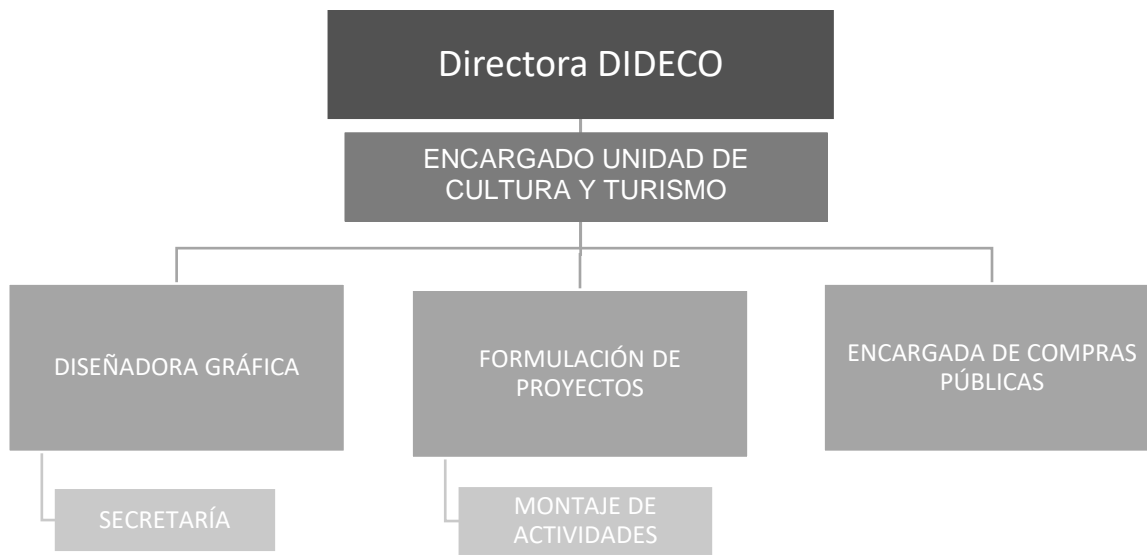 Directora DIDECO
ENCARGADO UNIDAD DE
CULTURA Y TURISMO
DISEÑADORA GRÁFICA
FORMULACIÓN DE
PROYECTOS
ENCARGADA DE COMPRAS
PÚBLICAS
SECRETARÍA
MONTAJE DE
ACTIVIDADES